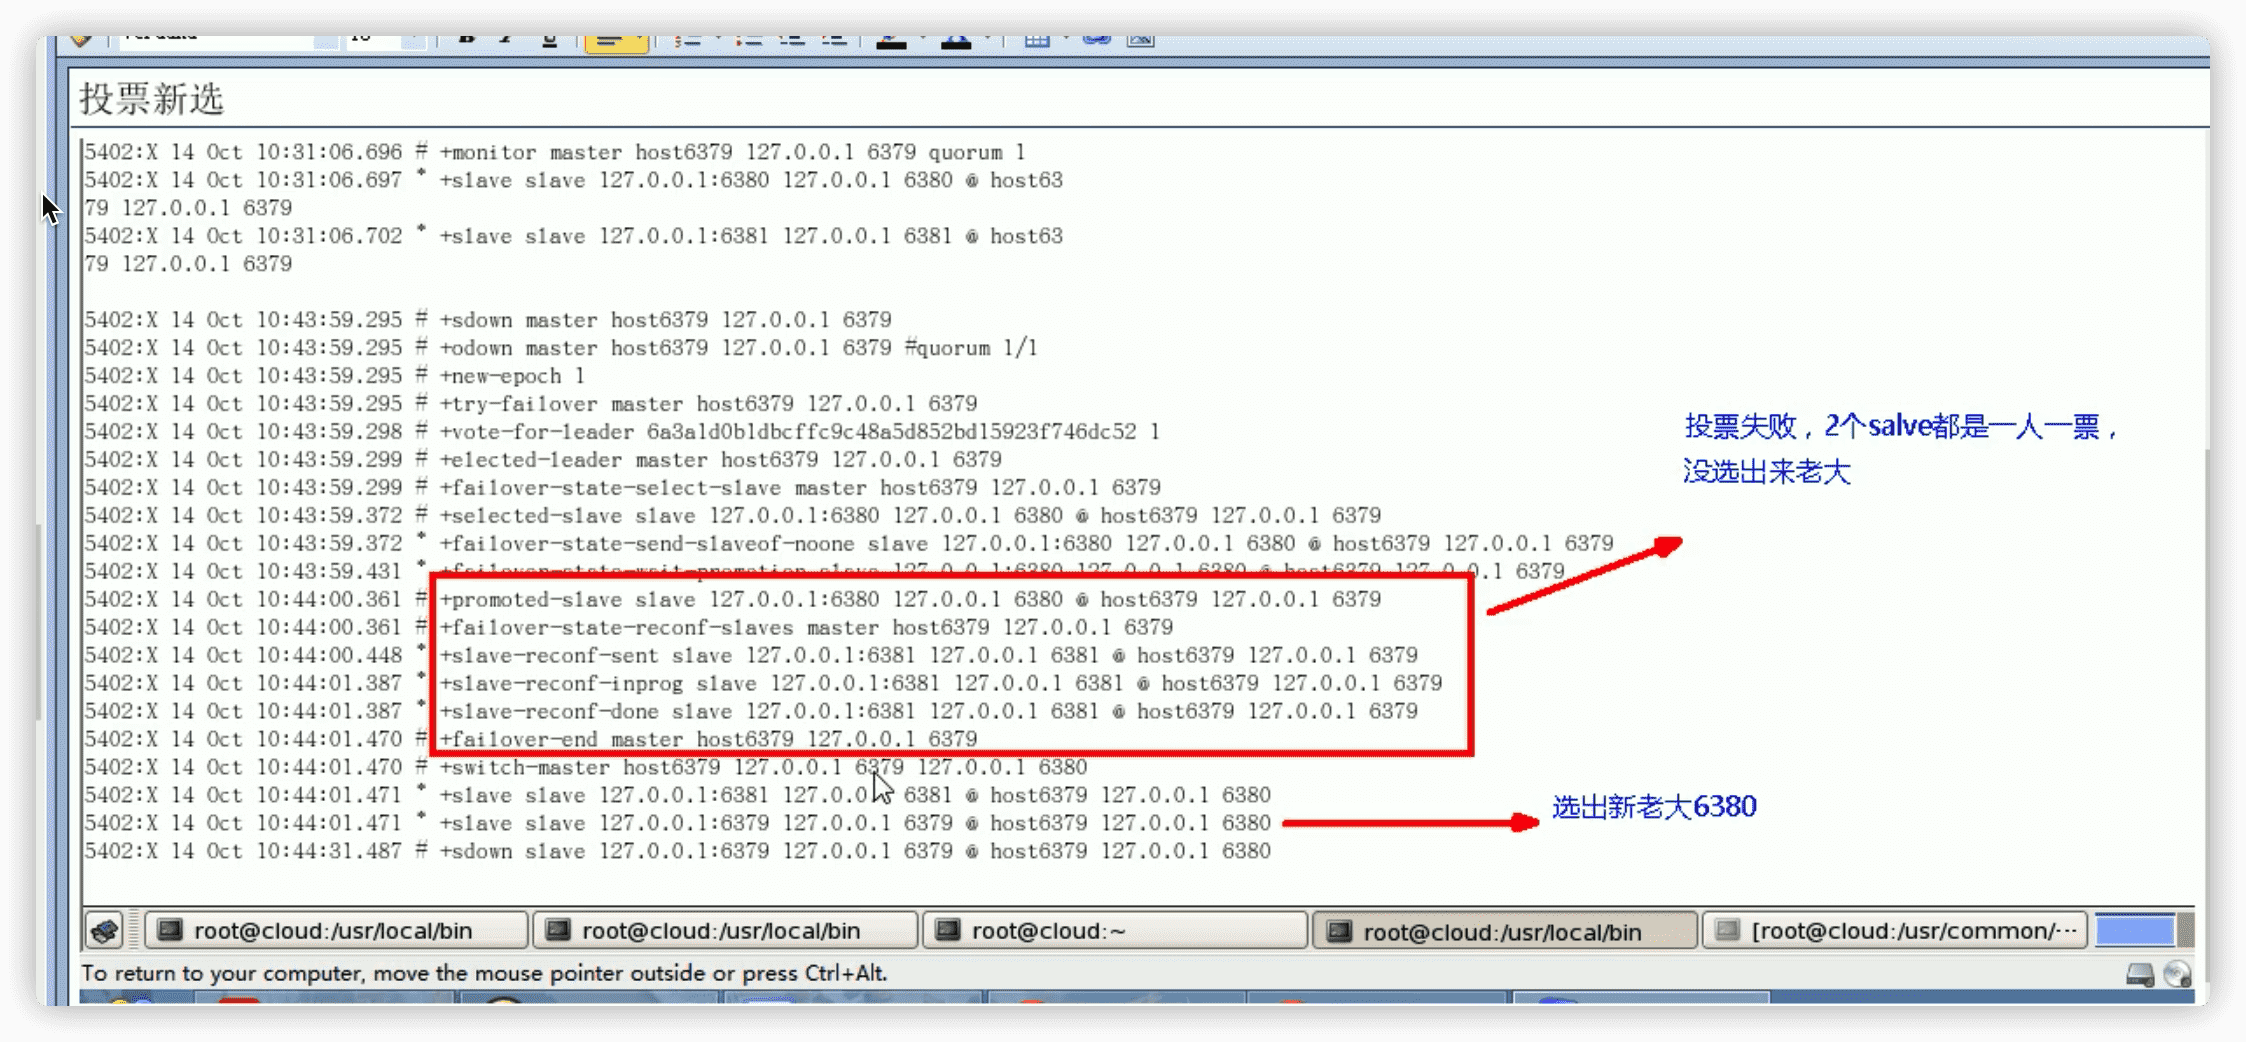 投票新选
5402:X 14 Oct 10:31:06.696 # +monitor master host6379 127.0.0.1 6379 quorum 1
5402:X 14 Oct 10:31:06.697 * +slave slave 127.0.0.1:6380 127.0.0.1 6380 @ host63
79 127.0.0.1 6379
5402:X 14 Oct 10:31:06.702 * +slave slave 127.0.0.1:6381 127.0.0.1 6381 @ host63
79 127.0.0.1 6379
5402:X 14 Oct 10:43:59.295 # +sdown master host6379 127.0.0.1 6379
5402:X 14 Oct 10:43:59.295 # +odown master host6379 127.0.0.1 6379 #quorum 1/1
5402:X 14 Oct 10:43:59.295 # +new-epoch 1
5402:X 14 Oct 10:43:59.295 # +try-failover master host6379 127.0.0.1 6379
5402:X 14 Oct 10:43:59.298 # +vote-for-leader 6a3a1d0b1dbcffc9c48a5d852bd15923f746dc52 1
5402:X 14 Oct 10:43:59.299 # +elected-leader master host6379 127.0.0.1 6379
5402:X 14 Oct 10:43:59.299 # +failover-state-select-slave master host6379 127.0.0.1 6379
5402:X 14 Oct 10:43:59.372 # +selected-slave slave 127.0.0.1:6380 127.0.0.1 6380 @ host6379 127.0.0.1 6379
5402:X 14 Oct 10:43:59.372 * +failover-state-send-slaveof-noone slave 127.0.0.1:6380 127.0.0.1 6380 @ host6379 127.0.0.1 6379
5402:X 14 Oct 10:43:59.431 * +failover-state-wait-promotion slave 127.0.0.1:6380 127.0.0.1 6380 @ host6379 127.0.0.1 6379
5402:X 14 Oct 10:44:00.361 # +promoted-slave slave 127.0.0.1:6380 127.0.0.1 6380 @ host6379 127.0.0.1 6379
5402:X 14 Oct 10:44:00.361 # +failover-state-reconf-slaves master host6379 127.0.0.1 6379
5402:X 14 Oct 10:44:00.448 * +slave-reconf-sent slave 127.0.0.1:6381 127.0.0.1 6381 @ host6379 127.0.0.1 6379
5402:X 14 Oct 10:44:01.387 * +slave-reconf-inprog slave 127.0.0.1:6381 127.0.0.1 6381 @ host6379 127.0.0.1 6379
5402:X 14 Oct 10:44:01.387 * +slave-reconf-done slave 127.0.0.1:6381 127.0.0.1 6381 @ host6379 127.0.0.1 6379
5402:X 14 Oct 10:44:01.470 # +failover-end master host6379 127.0.0.1 6379
5402:X 14 Oct 10:44:01.470 # +switch-master host6379 127.0.0.1 6379 127.0.0.1 6380
5402:X 14 Oct 10:44:01.471 * +slave slave 127.0.0.1:6381 127.0.0.1 6381 @ host6379 127.0.0.1 6380
5402:X 14 Oct 10:44:01.471 * +slave slave 127.0.0.1:6379 127.0.0.1 6379 @ host6379 127.0.0.1 6380
5402:X 14 Oct 10:44:31.487 # +sdown slave 127.0.0.1:6379 127.0.0.1 6379 @ host6379 127.0.0.1 6380
投票失败，2个salve都是一人一票，
没选出来老大
选出新老大6380
root@cloud:/usr/local/bin
root@cloud:/usr/local/bin
root@cloud:~
root@cloud:/usr/local/bin
[root@cloud:/usr/common/···
To return to your computer, move the mouse pointer outside or press Ctrl+Alt.